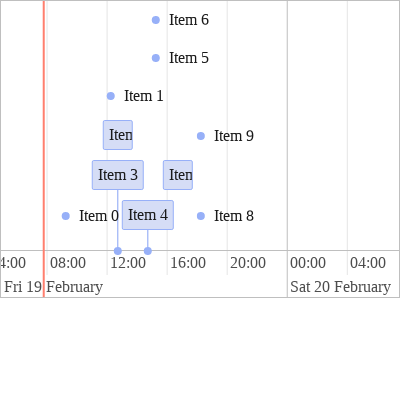 Item 6
Item 5
Item 1
Item 9
Item 3
Item 0
Item 4
Item 8
08:00
12:00
16:00
20:00
00:00
04:00
Fri 19 February
Sat 20 February